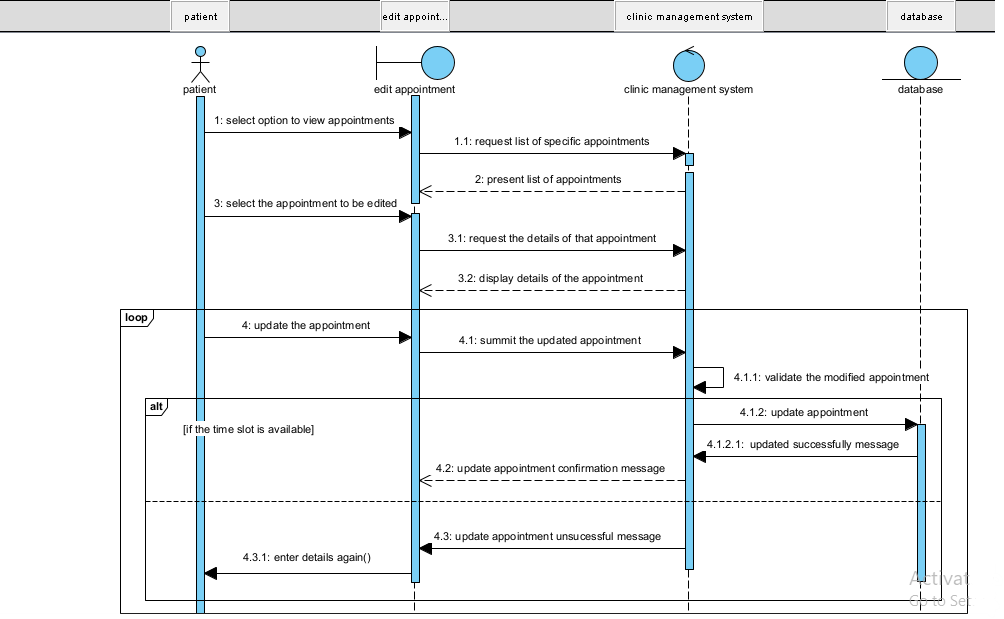 patient
edit appoint...
clinic management system
database
patient
edit appointment
clinic management system
database
1: select option to view appointments
1.1: request list of specific appointments
2: present list of appointments
3: select the appointment to be edited
3.1: request the details of that appointment
3.2: display details of the appointment
loop
4: update the appointment
4.1: summit the updated appointment
4.1.1: validate the modified appointment
alt
4.1.2: update appointment
[if the time slot is available]
4.1.2.1: updated successfully message
4.2: update appointment confirmation message
4.3: update appointment unsucessful message
4.3.1: enter details again()
Activat
Go to Set